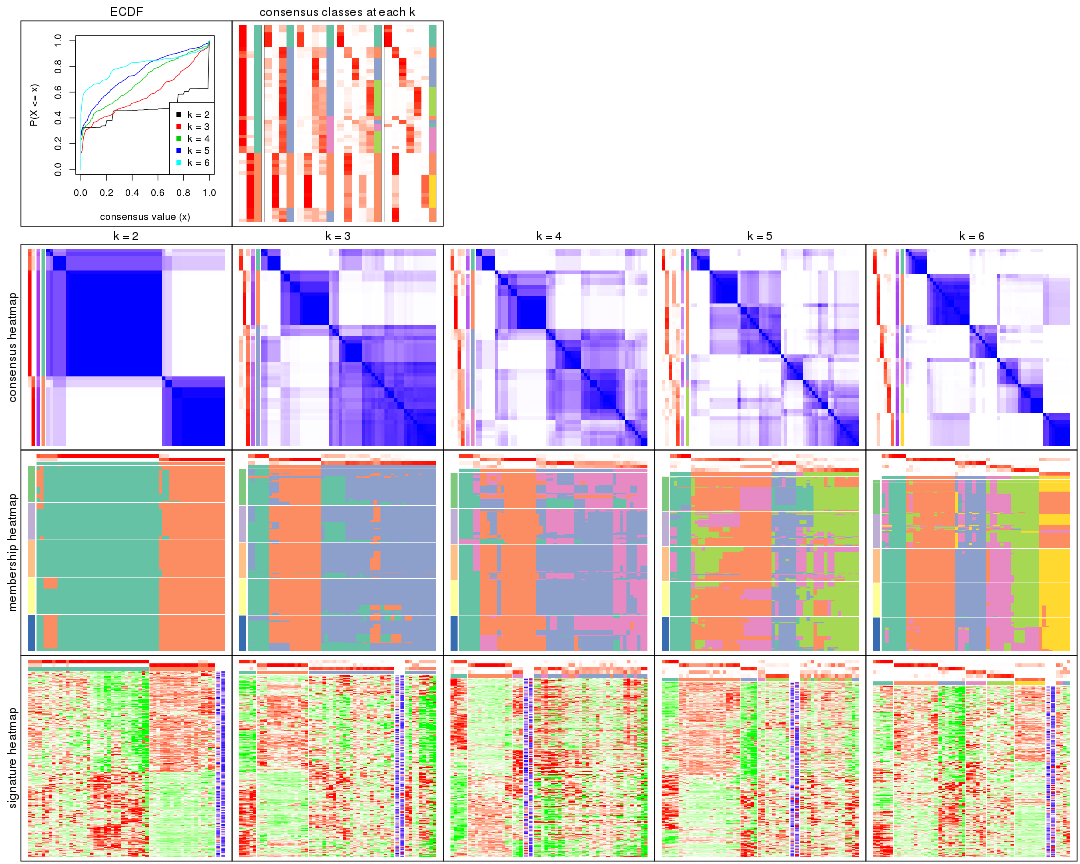 ECDF
consensus classes at each k
P(X <= x)
0.0 0.2 0.4 0.6 0.8 1.0
k = 2
k = 3
k = 4
k = 5
k = 6
0.0 0.2 0.4 0.6 0.8 1.0
consensus value (x)
k = 2
k = 3
k = 4
k = 5
k = 6
consensus heatmap
membership heatmap
signature heatmap